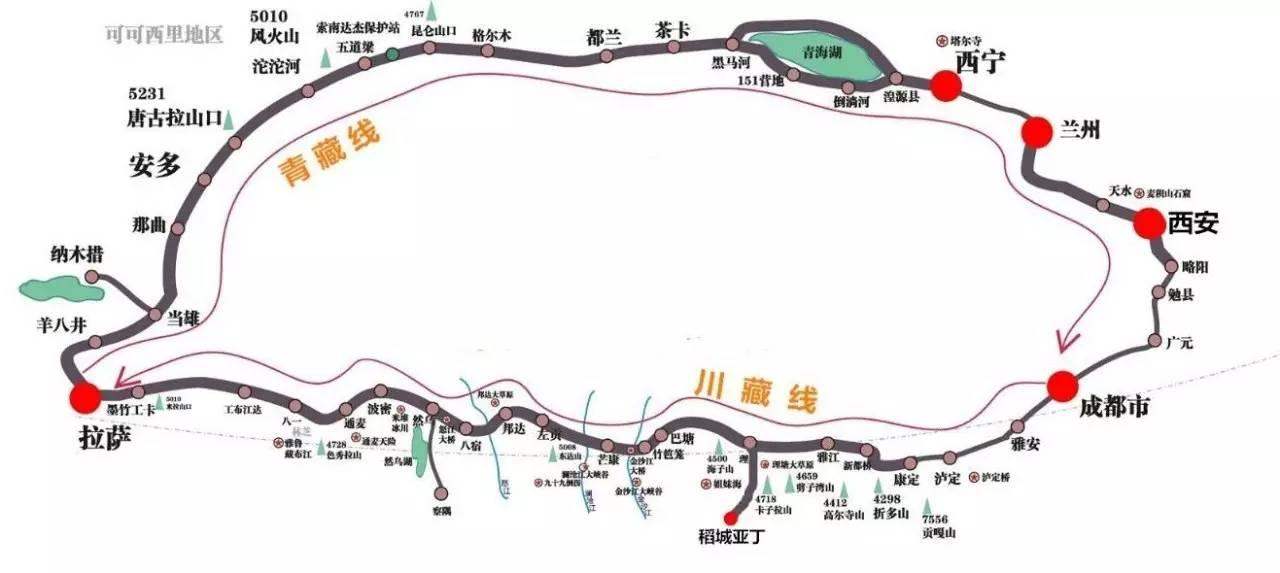 可可西里地区
5010
风火山
沱沱河
索南达杰保护站
五道梁
4767
昆仑山口
格尔木
都兰
茶卡
黑马河
青海湖
151营地
倒淌河
湟源县
塔尔寺
西宁
兰州
天水
麦积山石窟
西安
略阳
勉县
广元
成都市
5231
唐古拉山口
安多
那曲
纳木措
当雄
羊八井
青藏线
川藏线
拉萨
墨竹工卡
5010
米拉山口
工布江达
八一
林芝
雅鲁
藏布江
4728
色秀拉山
通麦
通麦天险
波密
米堆
冰川
然
然乌湖
察隅
怒江
大桥
八宿
邦达大草原
邦达
怒江
左贡
5008
东达山
九十九倒拐
澜沧江大峡谷
澜沧江
芒康
金沙江
大桥
金沙江大峡谷
金沙江
竹笆笼
巴塘
4500
海子山
姐妹海
理
理塘大草原
稻城亚丁
4718
卡子拉山
4659
剪子湾山
雅江
4412
高尔寺山
新都桥
4298
折多山
康定
7556
贡嘎山
泸定
泸定桥
雅安